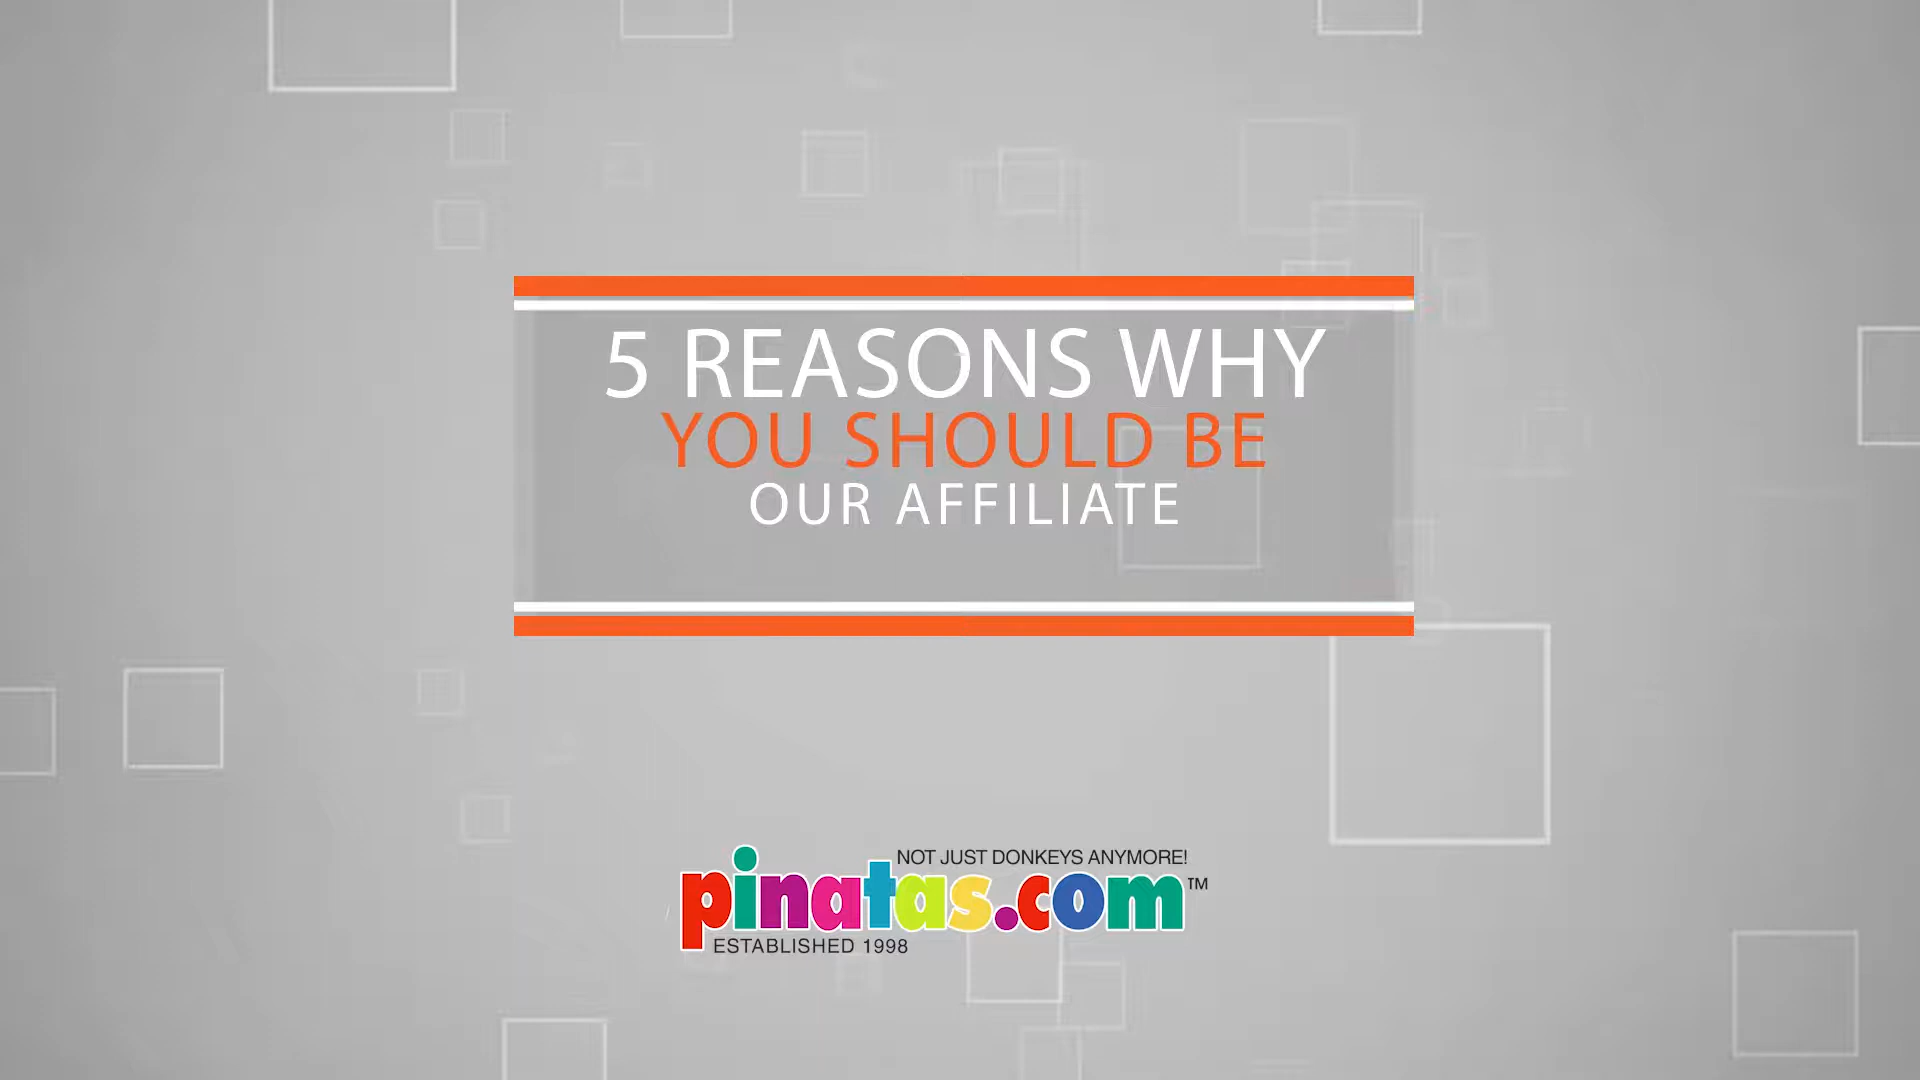 5 REASONS WHY
YOU SHOULD BE
OUR AFFILIATE
NOT JUST DONKEYS ANYMORE!
pinatas.com™
ESTABLISHED 1998